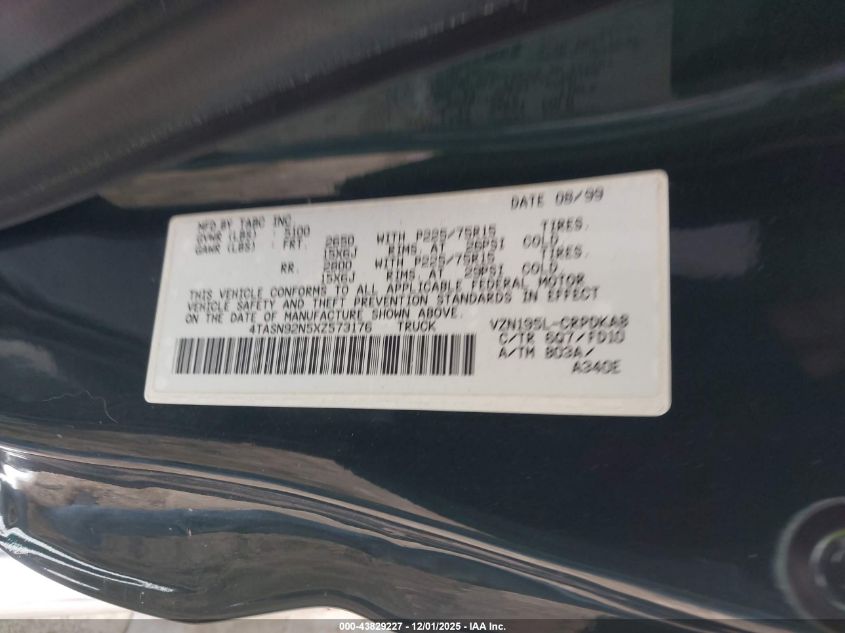 DATE 08/99
MFD BY TABC INC.
GVWR (LBS) 5100
GAWR (LBS) FRT. 2650 WITH P225/75R15 TIRES,
15X6J RIMS, AT 26PSI COLD.
RR. 2800 WITH P225/75R15 TIRES,
15X6J RIMS, AT 29PSI COLD.
THIS VEHICLE CONFORMS TO ALL APPLICABLE FEDERAL MOTOR
VEHICLE SAFETY AND THEFT PREVENTION STANDARDS IN EFFECT
ON THE DATE OF MANUFACTURE SHOWN ABOVE.
4TASN92N5XZ573176 TRUCK VZN195L-CRPDKAB
C/TR 6Q7/FD10
A/TM B03A/
A340E
000-43829227 - 12/01/2025 - IAA Inc.